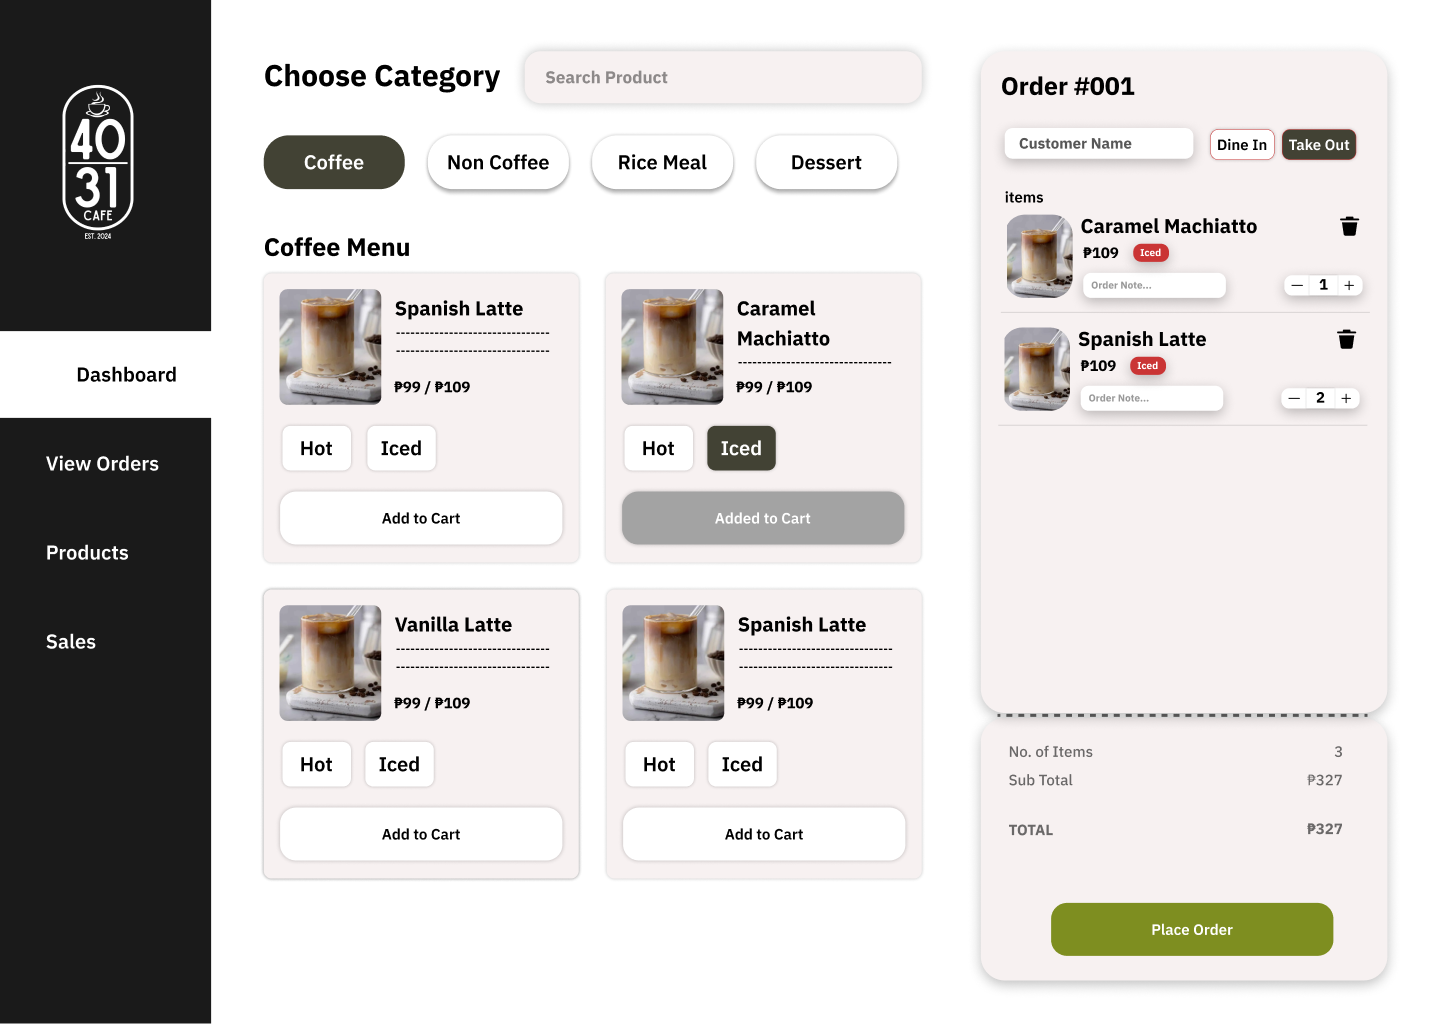 40
31
CAFE
EST. 2024
Dashboard
View Orders
Products
Sales
Choose Category
Search Product
Coffee
Non Coffee
Rice Meal
Dessert
Coffee Menu
Spanish Latte
--------------------------------
--------------------------------
₱99 / ₱109
Hot
Iced
Add to Cart
Caramel
Machiatto
--------------------------------
₱99 / ₱109
Hot
Iced
Added to Cart
Vanilla Latte
--------------------------------
--------------------------------
₱99 / ₱109
Hot
Iced
Add to Cart
Spanish Latte
--------------------------------
--------------------------------
₱99 / ₱109
Hot
Iced
Add to Cart
Order #001
Customer Name
Dine In
Take Out
items
Caramel Machiatto
₱109
Iced
Order Note...
— 1 +
Spanish Latte
₱109
Iced
Order Note...
— 2 +
No. of Items 3
Sub Total ₱327
TOTAL ₱327
Place Order